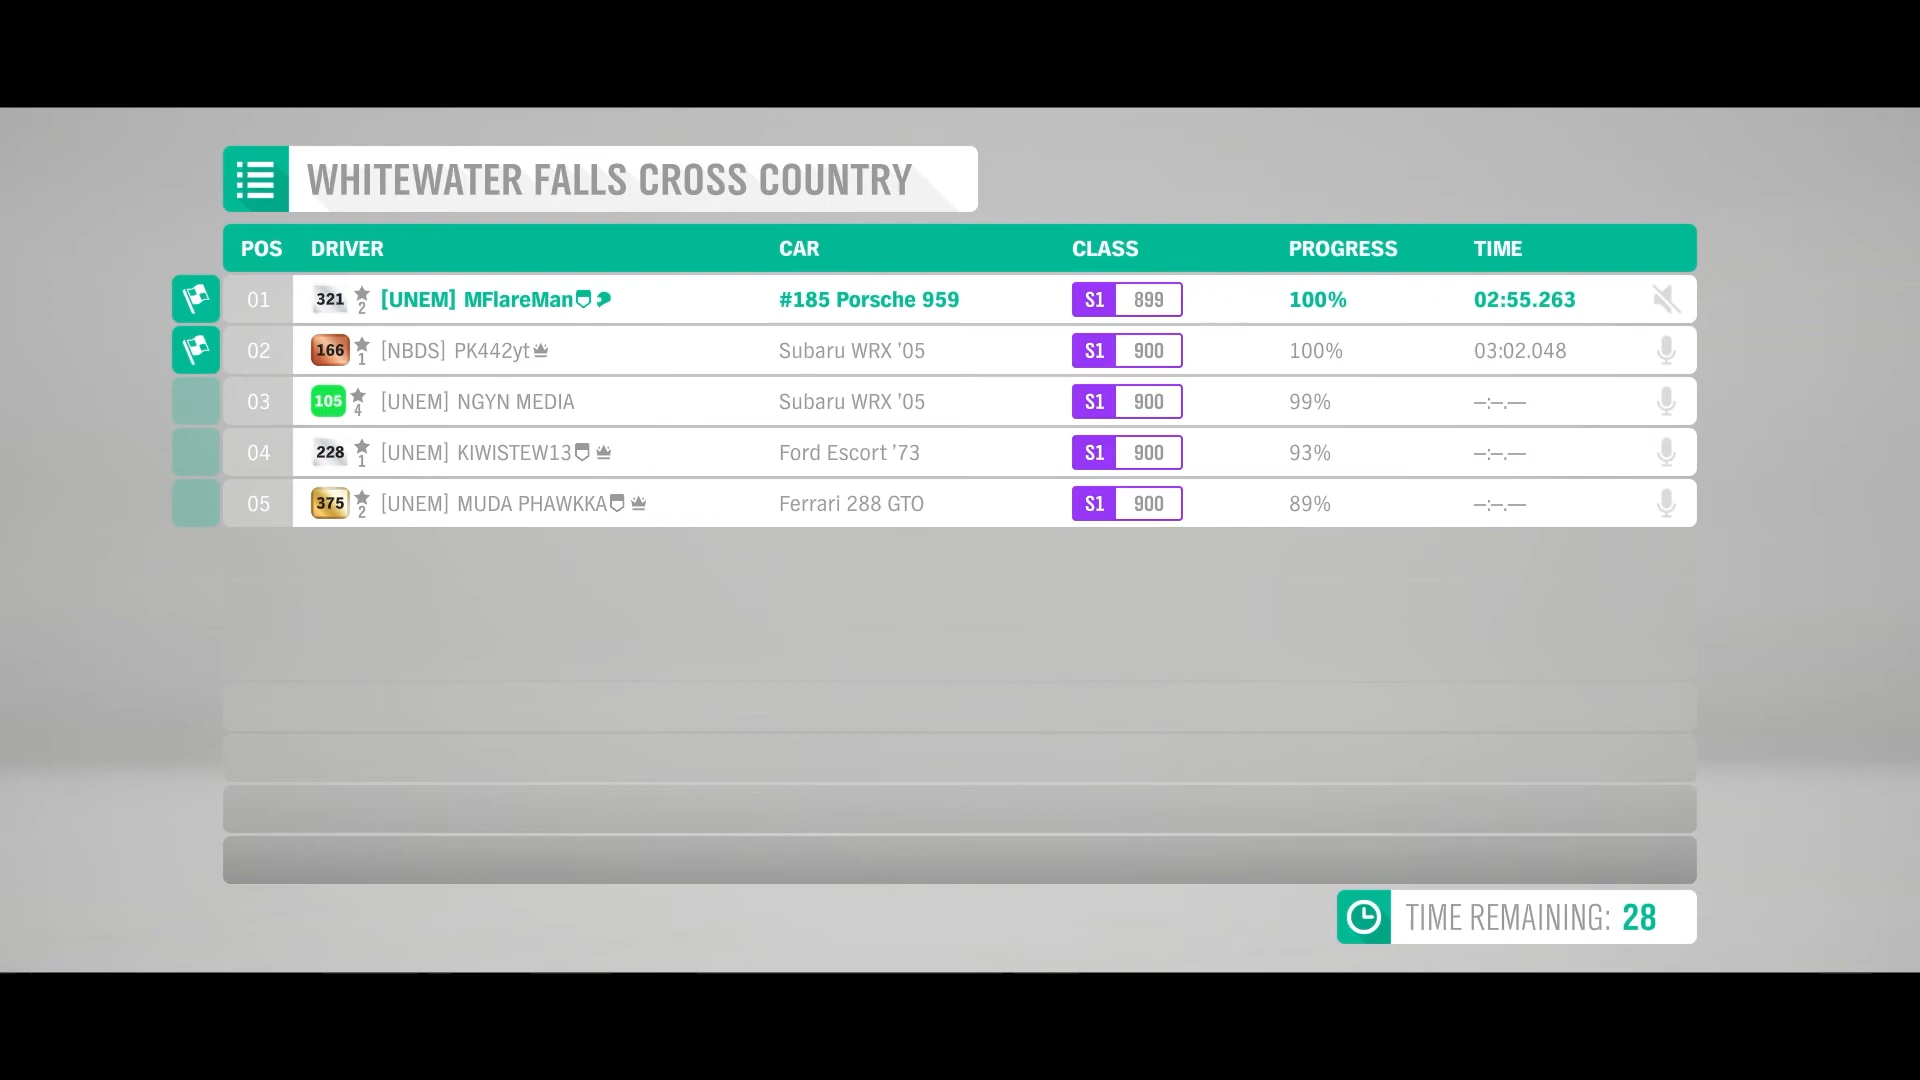 WHITEWATER FALLS CROSS COUNTRY
POS DRIVER CAR CLASS PROGRESS TIME
01 321 2 [UNEM] MFlareMan #185 Porsche 959 S1 899 100% 02:55.263
02 166 1 [NBDS] PK442yt Subaru WRX ’05 S1 900 100% 03:02.048
03 105 4 [UNEM] NGYN MEDIA Subaru WRX ’05 S1 900 99% –:–.––
04 228 1 [UNEM] KIWISTEW13 Ford Escort ’73 S1 900 93% –:–.––
05 375 2 [UNEM] MUDA PHAWKKA Ferrari 288 GTO S1 900 89% –:–.––
TIME REMAINING: 28